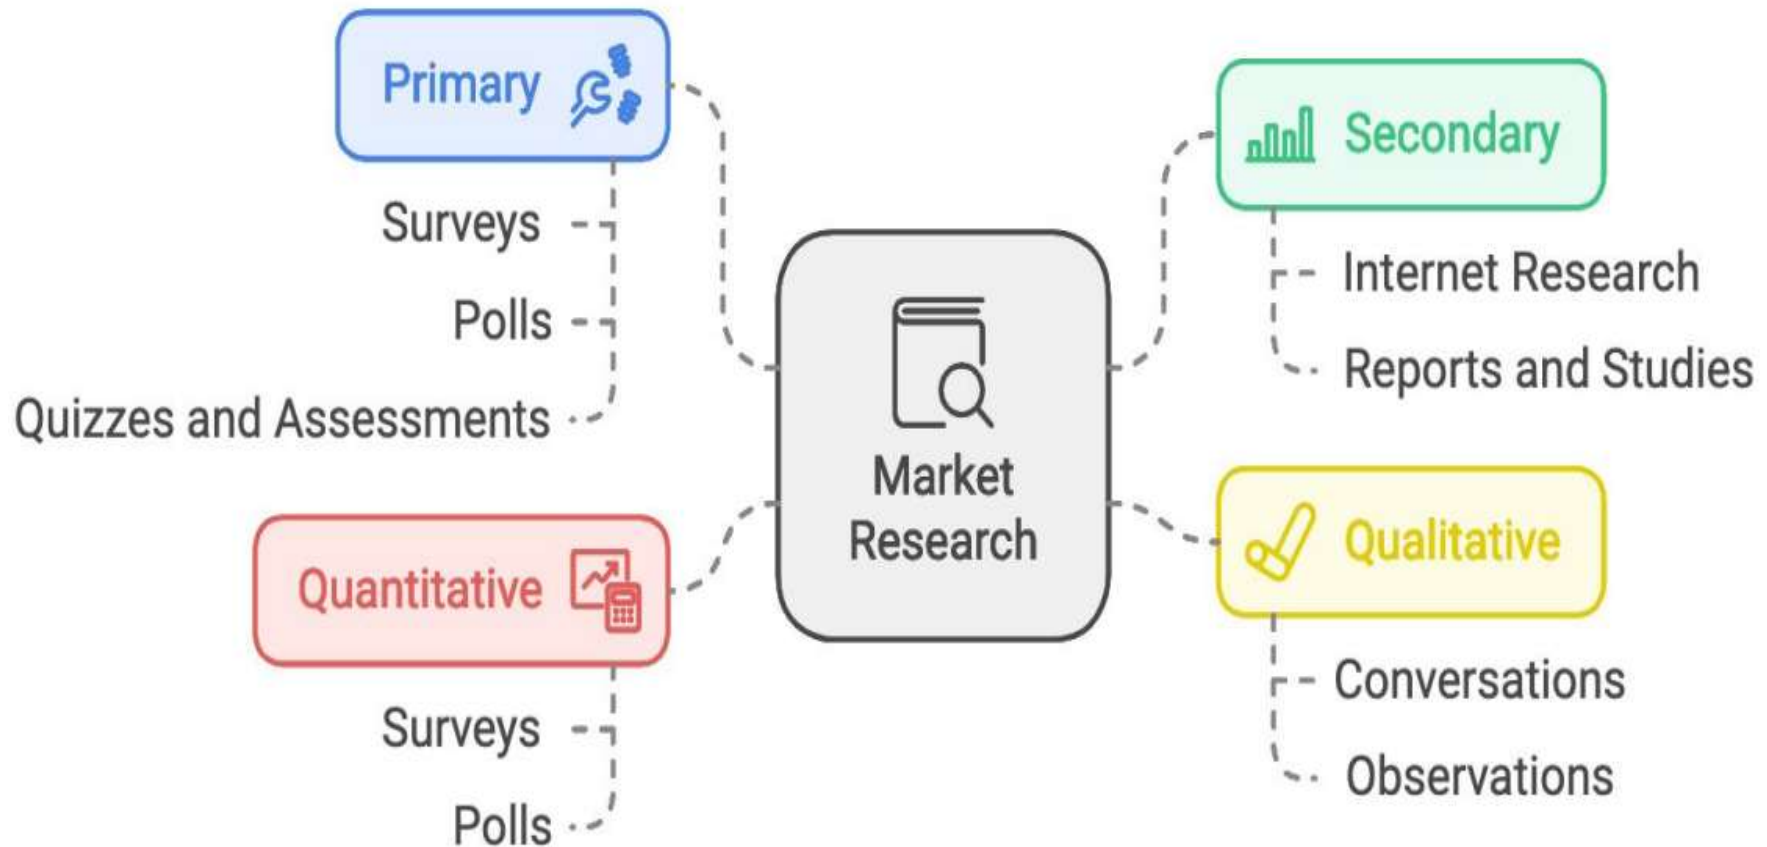 Primary
Surveys
Polls
Quizzes and Assessments
Quantitative
Surveys
Polls
Market
Research
Secondary
Internet Research
Reports and Studies
Qualitative
Conversations
Observations